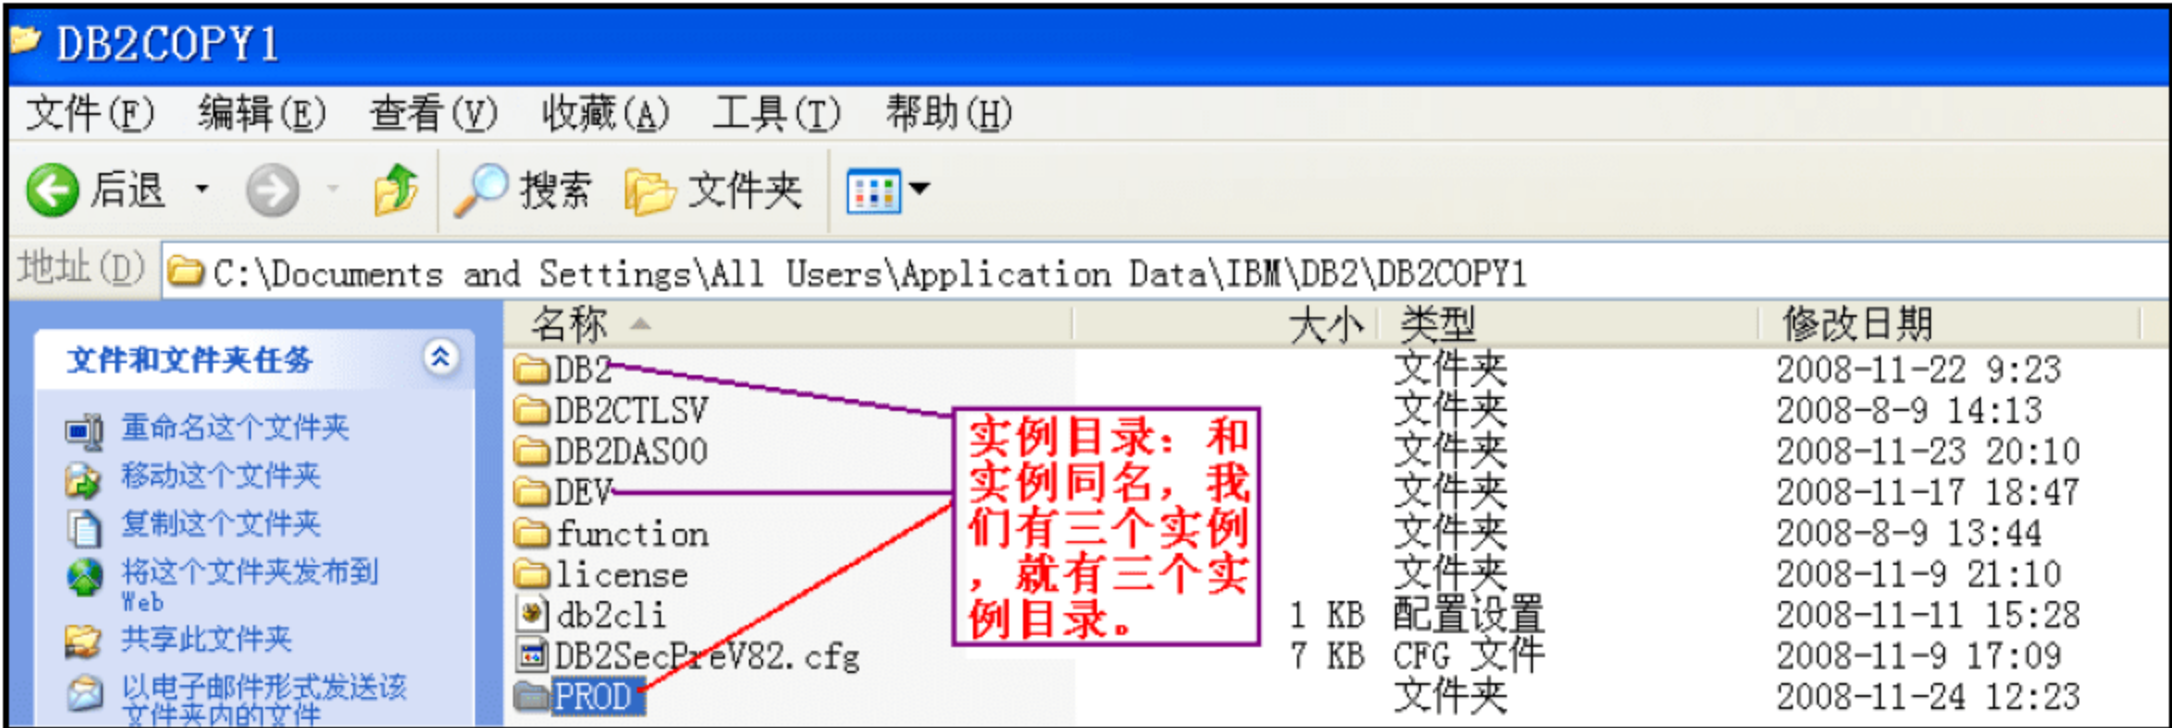 DB2COPY1
文件(F) 编辑(E) 查看(V) 收藏(A) 工具(T) 帮助(H)
后退 搜索 文件夹
地址(D) C:\Documents and Settings\All Users\Application Data\IBM\DB2\DB2COPY1
文件和文件夹任务
重命名这个文件夹
移动这个文件夹
复制这个文件夹
将这个文件夹发布到
Web
共享此文件夹
以电子邮件形式发送该
文件夹内的文件
名称 大小 类型 修改日期
DB2 文件夹 2008-11-22 9:23
DB2CTLSV 文件夹 2008-8-9 14:13
DB2DAS00 文件夹 2008-11-23 20:10
DEV 文件夹 2008-11-17 18:47
function 文件夹 2008-8-9 13:44
license 文件夹 2008-11-9 21:10
db2cli 1 KB 配置设置 2008-11-11 15:28
DB2SecPreV82.cfg 7 KB CFG 文件 2008-11-9 17:09
PROD 文件夹 2008-11-24 12:23
实例目录：和
实例同名，我
们有三个实例
，就有三个实
例目录。